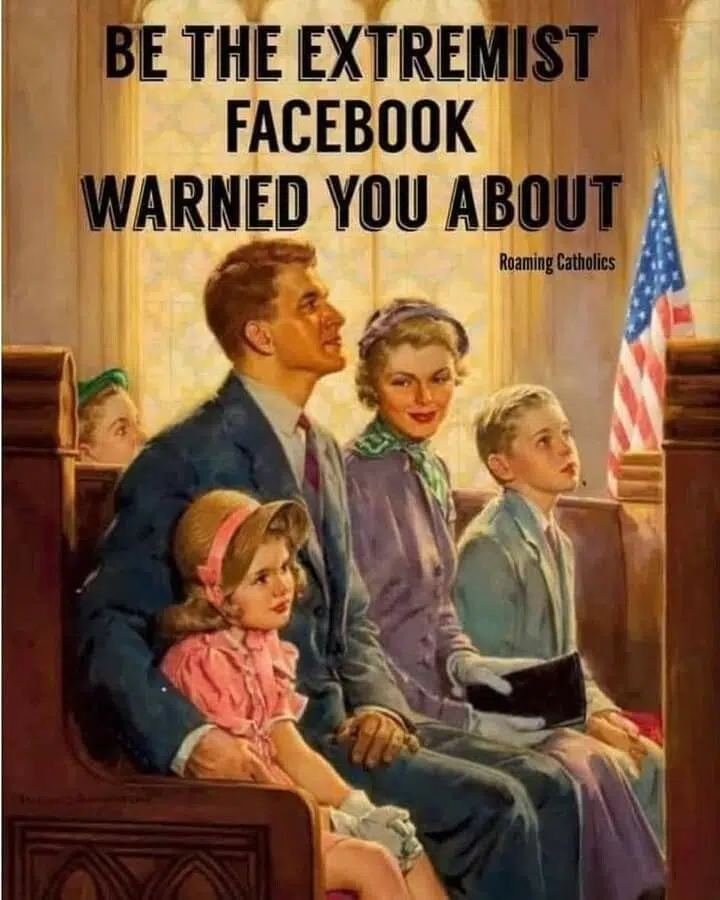 BE THE EXTREMIST
FACEBOOK
WARNED YOU ABOUT
Roaming Catholics